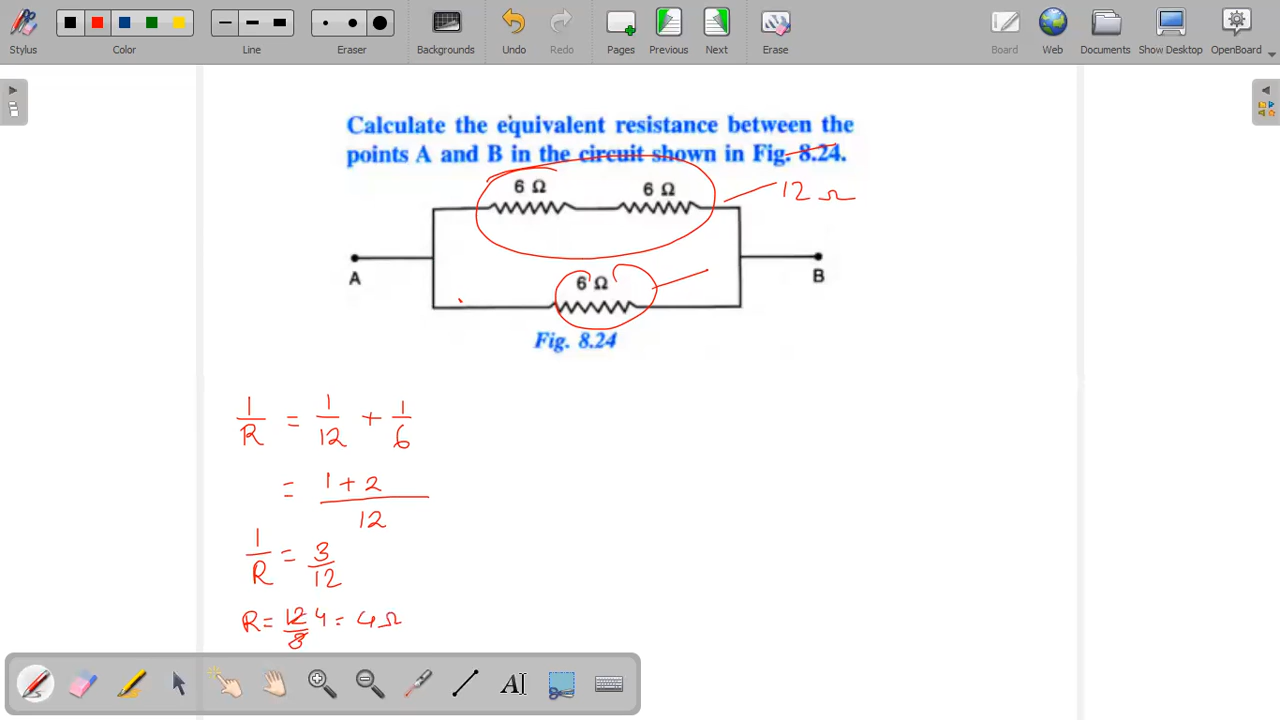 Stylus
Color
Line
Eraser
Backgrounds
Undo
Redo
Pages
Previous
Next
Erase
Board
Web
Documents
Show Desktop
OpenBoard
Calculate the equivalent resistance between the
points A and B in the circuit shown in Fig. 8.24.
6 Ω 6 Ω
12 Ω
A
B
6 Ω
Fig. 8.24
1/R = 1/12 + 1/6
= (1 + 2)/12
1/R = 3/12
R = 12/3 4 = 4 Ω
A